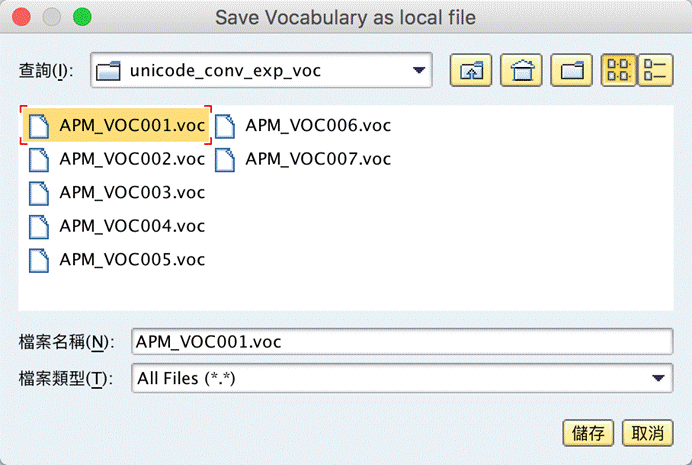 Save Vocabulary as local file
查詢(I):
unicode_conv_exp_voc
APM_VOC001.voc
APM_VOC002.voc
APM_VOC003.voc
APM_VOC004.voc
APM_VOC005.voc
APM_VOC006.voc
APM_VOC007.voc
檔案名稱(N):
APM_VOC001.voc
檔案類型(T):
All Files (*.*)
儲存
取消